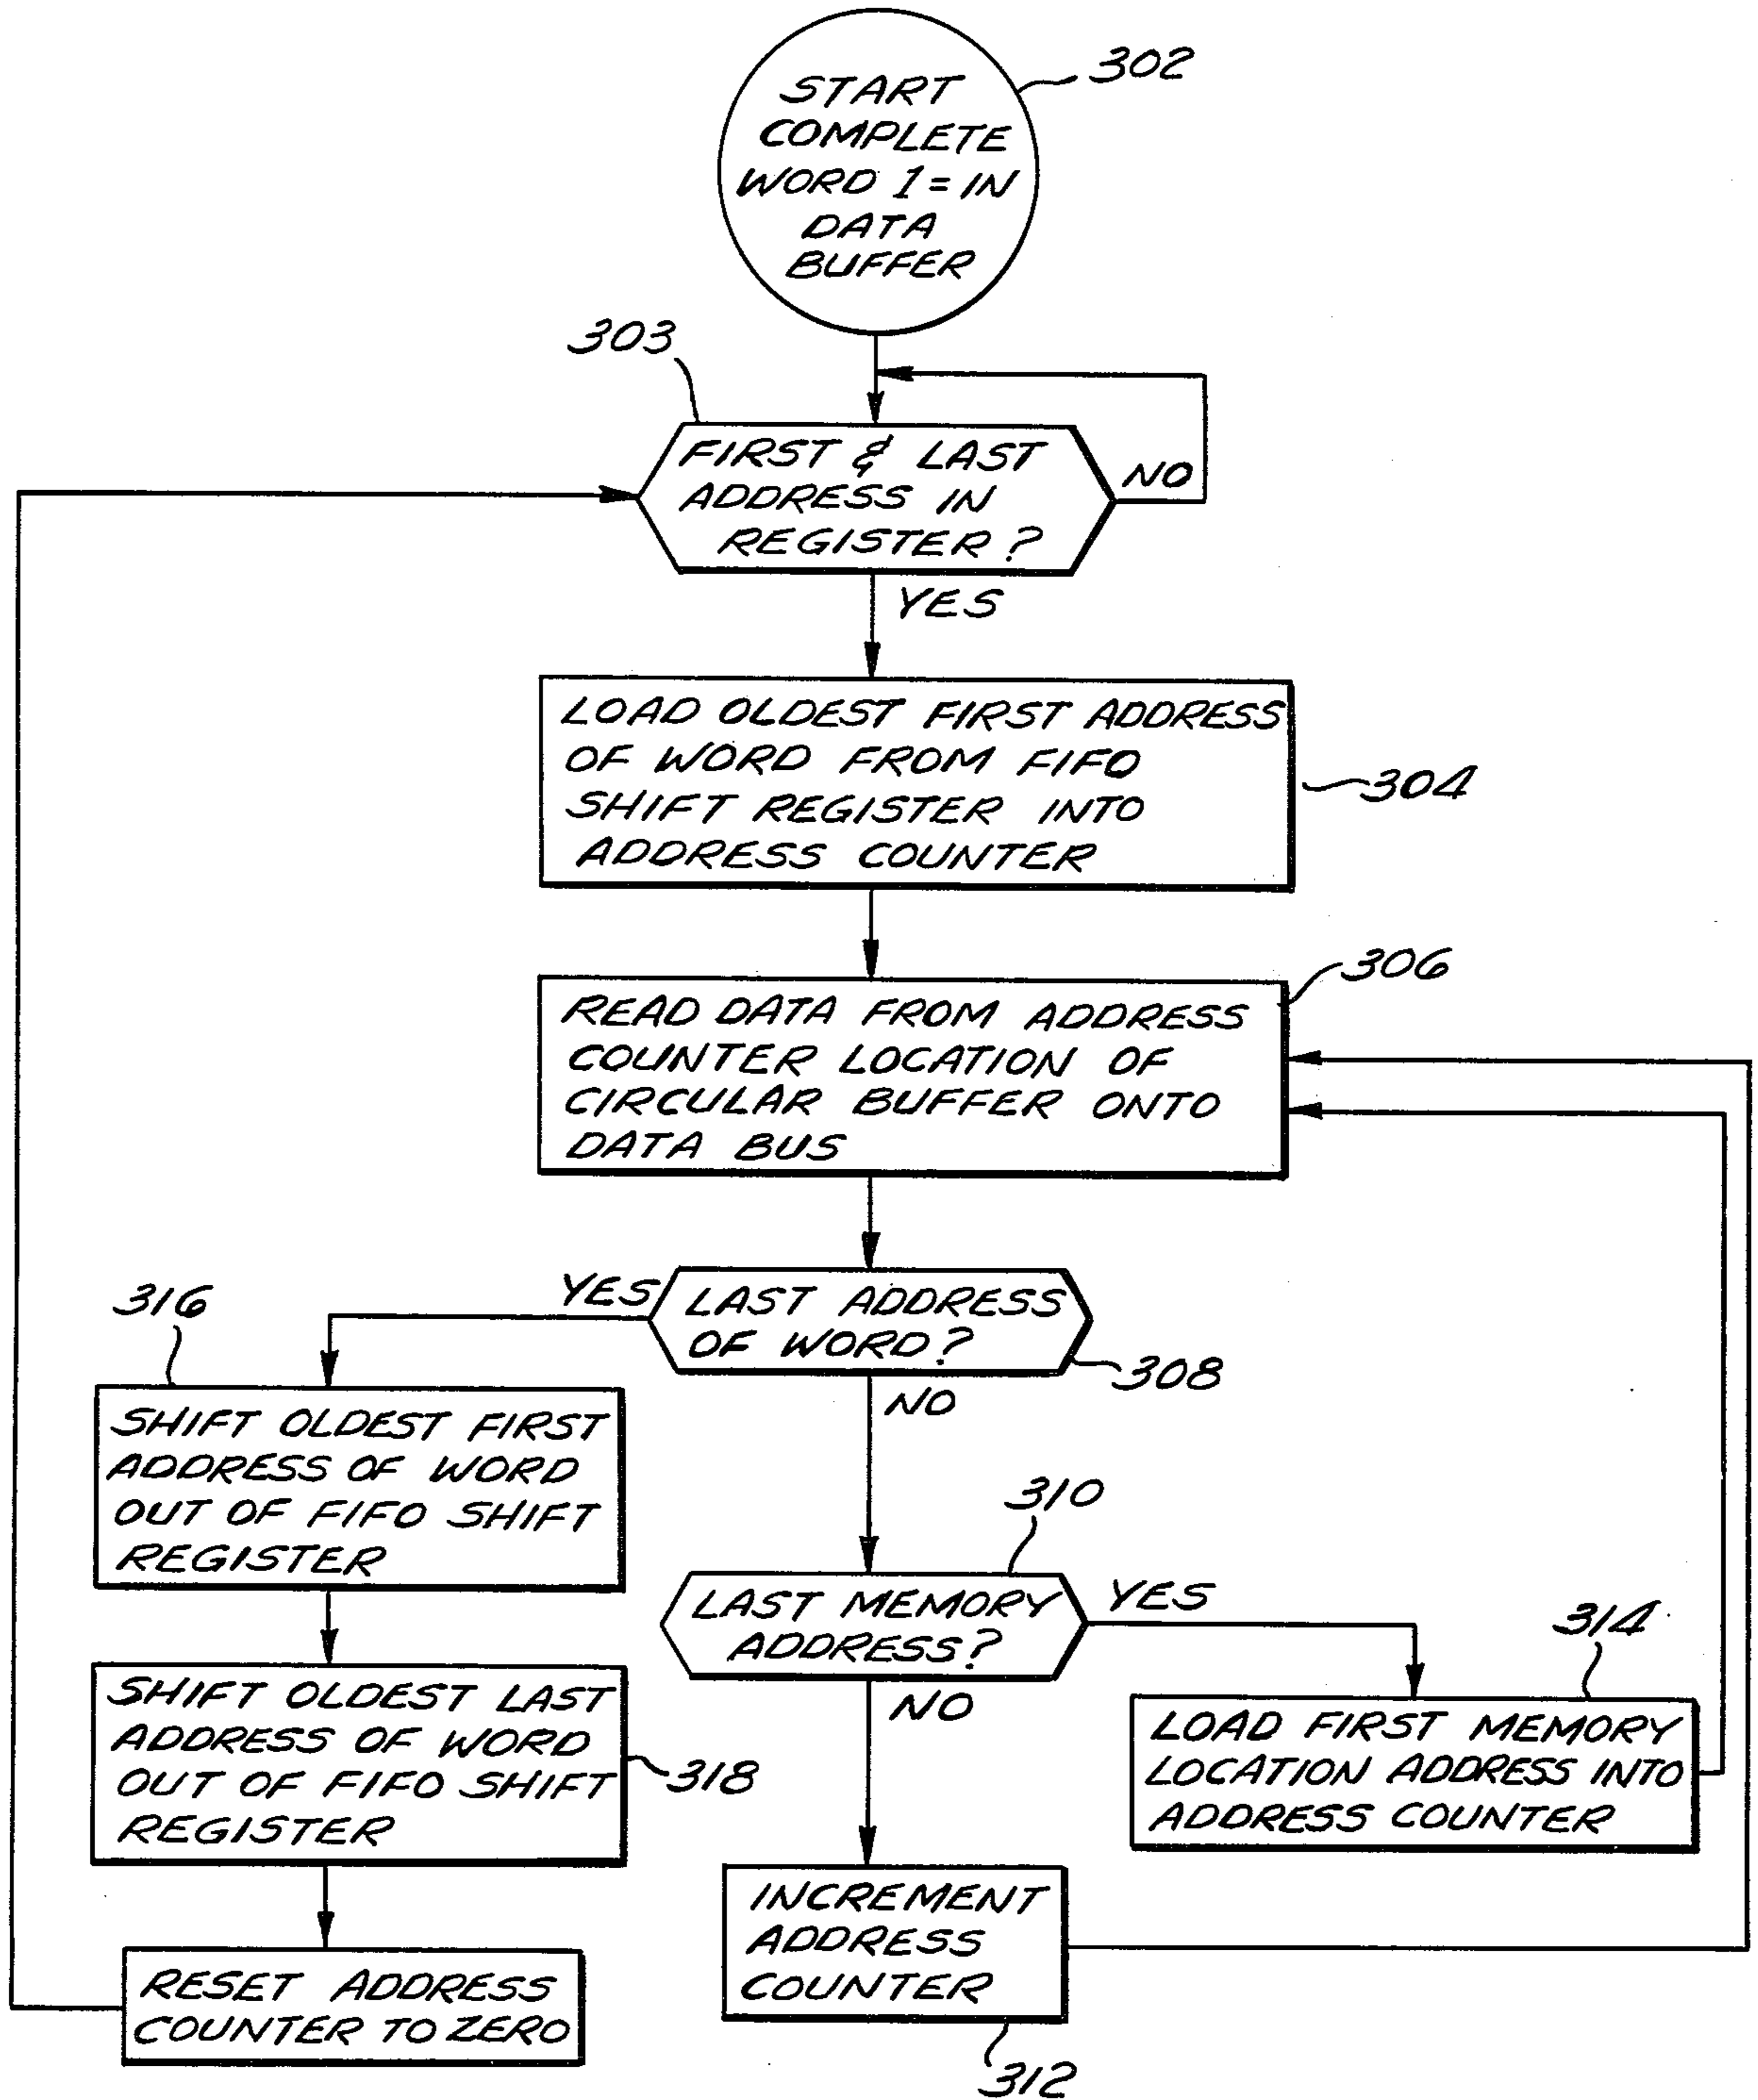 302
START
COMPLETE
WORD 1 = IN
DATA
BUFFER
303
FIRST & LAST
ADDRESS IN
REGISTER?
NO
YES
LOAD OLDEST FIRST ADDRESS
OF WORD FROM FIFO
SHIFT REGISTER INTO
ADDRESS COUNTER
304
306
READ DATA FROM ADDRESS
COUNTER LOCATION OF
CIRCULAR BUFFER ONTO
DATA BUS
316
YES
LAST ADDRESS
OF WORD?
308
NO
SHIFT OLDEST FIRST
ADDRESS OF WORD
OUT OF FIFO SHIFT
REGISTER
310
LAST MEMORY
ADDRESS?
YES
NO
314
SHIFT OLDEST LAST
ADDRESS OF WORD
OUT OF FIFO SHIFT
REGISTER
318
LOAD FIRST MEMORY
LOCATION ADDRESS INTO
ADDRESS COUNTER
INCREMENT
ADDRESS
COUNTER
312
RESET ADDRESS
COUNTER TO ZERO